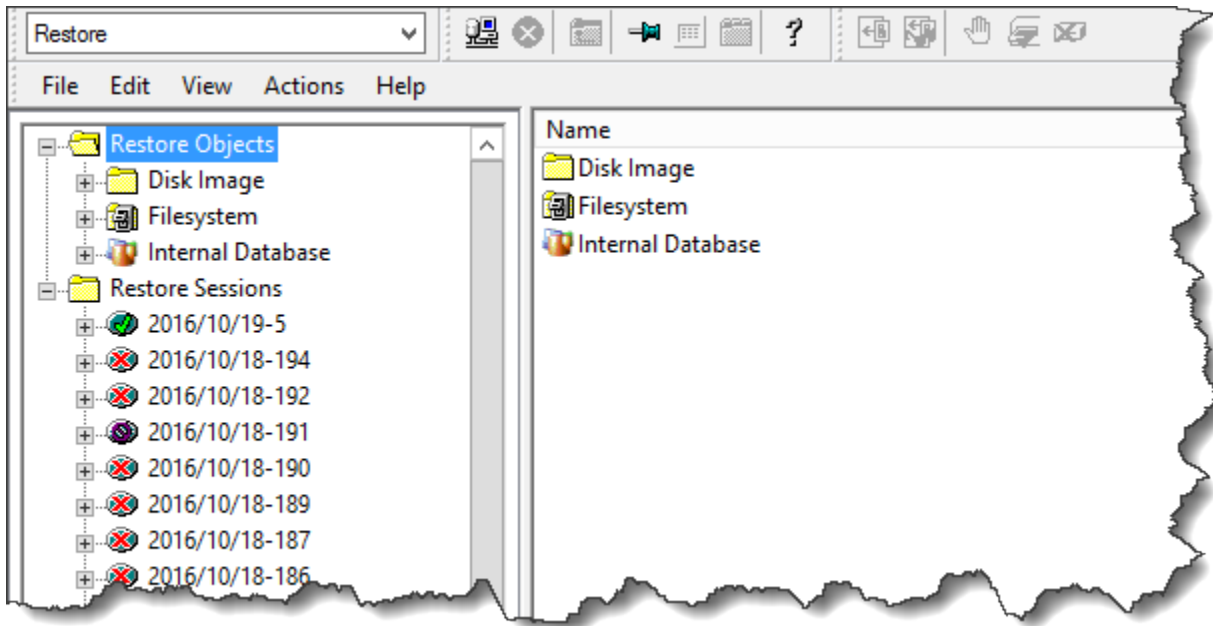 Restore
?
File Edit View Actions Help
Restore Objects
Disk Image
Filesystem
Internal Database
Restore Sessions
2016/10/19-5
2016/10/18-194
2016/10/18-192
2016/10/18-191
2016/10/18-190
2016/10/18-189
2016/10/18-187
2016/10/18-186
Name
Disk Image
Filesystem
Internal Database